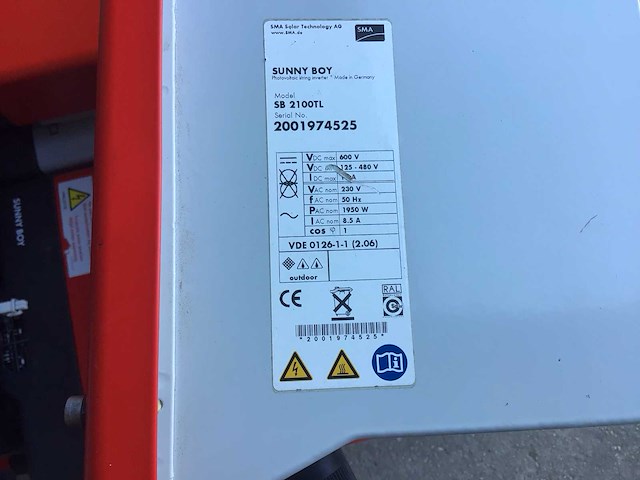 SMA Solar Technology AG
www.SMA.de
SMA
SUNNY BOY
Photovoltaic string inverter * Made in Germany
Model
SB 2100TL
Serial No.
2001974525
VDC max 600 V
VDC 125 - 480 V
IDC max A
VAC nom 230 V
fAC nom 50 Hz
PAC nom 1950 W
IAC nom 8.5 A
cos φ 1
VDE 0126-1-1 (2.06)
outdoor
CE
RAL
*2001974525*
SUNNY BOY